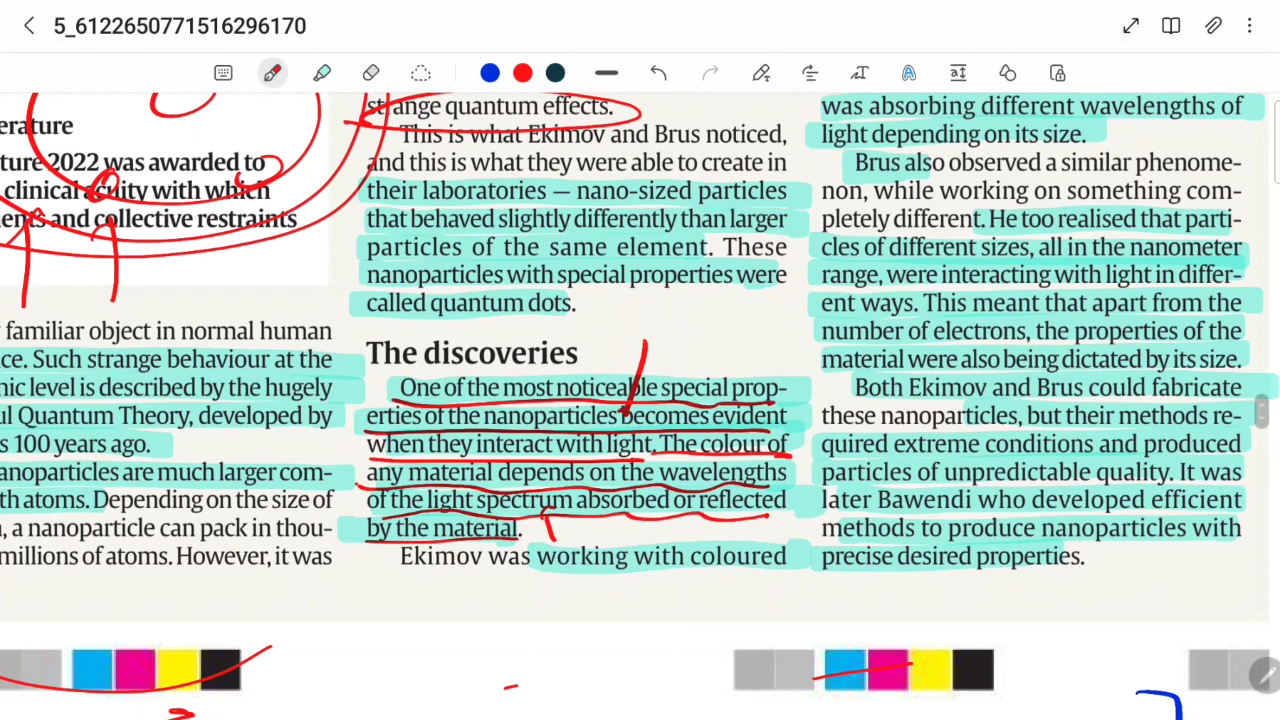 5_6122650771516296170
erature
ture 2022 was awarded to
clinical acuity with which
ents and collective restraints
familiar object in normal human
ce. Such strange behaviour at the
nic level is described by the hugely
ul Quantum Theory, developed by
s 100 years ago.
anoparticles are much larger com-
th atoms. Depending on the size of
, a nanoparticle can pack in thou-
millions of atoms. However, it was
strange quantum effects.
This is what Ekimov and Brus noticed,
and this is what they were able to create in
their laboratories — nano-sized particles
that behaved slightly differently than larger
particles of the same element. These
nanoparticles with special properties were
called quantum dots.
The discoveries
One of the most noticeable special prop-
erties of the nanoparticles becomes evident
when they interact with light. The colour of
any material depends on the wavelengths
of the light spectrum absorbed or reflected
by the material.
Ekimov was working with coloured
was absorbing different wavelengths of
light depending on its size.
Brus also observed a similar phenome-
non, while working on something com-
pletely different. He too realised that parti-
cles of different sizes, all in the nanometer
range, were interacting with light in differ-
ent ways. This meant that apart from the
number of electrons, the properties of the
material were also being dictated by its size.
Both Ekimov and Brus could fabricate
these nanoparticles, but their methods re-
quired extreme conditions and produced
particles of unpredictable quality. It was
later Bawendi who developed efficient
methods to produce nanoparticles with
precise desired properties.